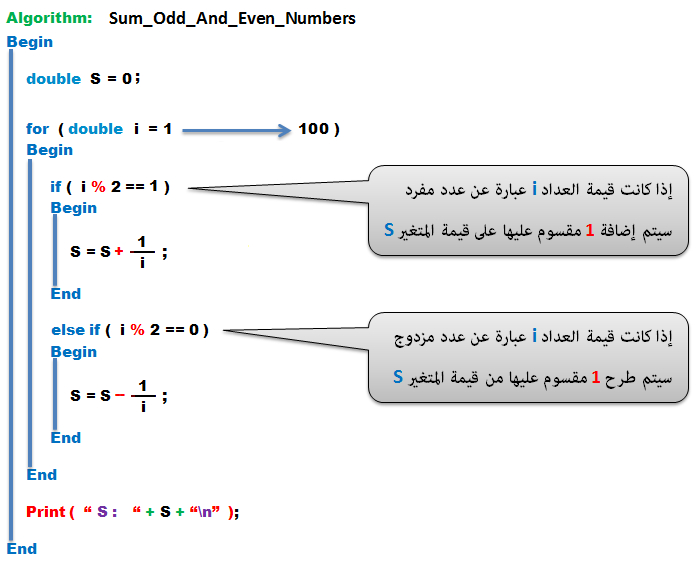 Algorithm: Sum_Odd_And_Even_Numbers
Begin
double S = 0 ;
for ( double i = 1 100 )
Begin
if ( i % 2 == 1 )
إذا كانت قيمة العداد i عبارة عن عدد مفرد
سيتم إضافة 1 مقسوم عليها على قيمة المتغير S
Begin
S = S + 1/i ;
End
else if ( i % 2 == 0 )
إذا كانت قيمة العداد i عبارة عن عدد مزدوج
سيتم طرح 1 مقسوم عليها من قيمة المتغير S
Begin
S = S – 1/i ;
End
End
Print ( “ S : “ + S + “\n” );
End